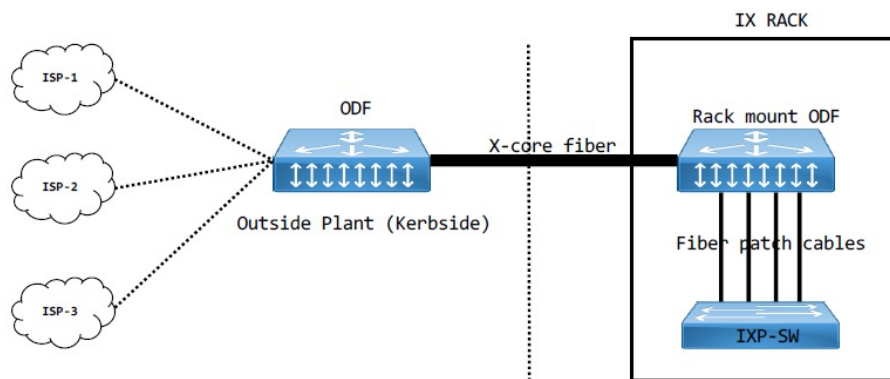 IX RACK
ISP-1
ODF
Rack mount ODF
X-core fiber
ISP-2
Outside Plant (Kerbside)
Fiber patch cables
ISP-3
IXP-SW